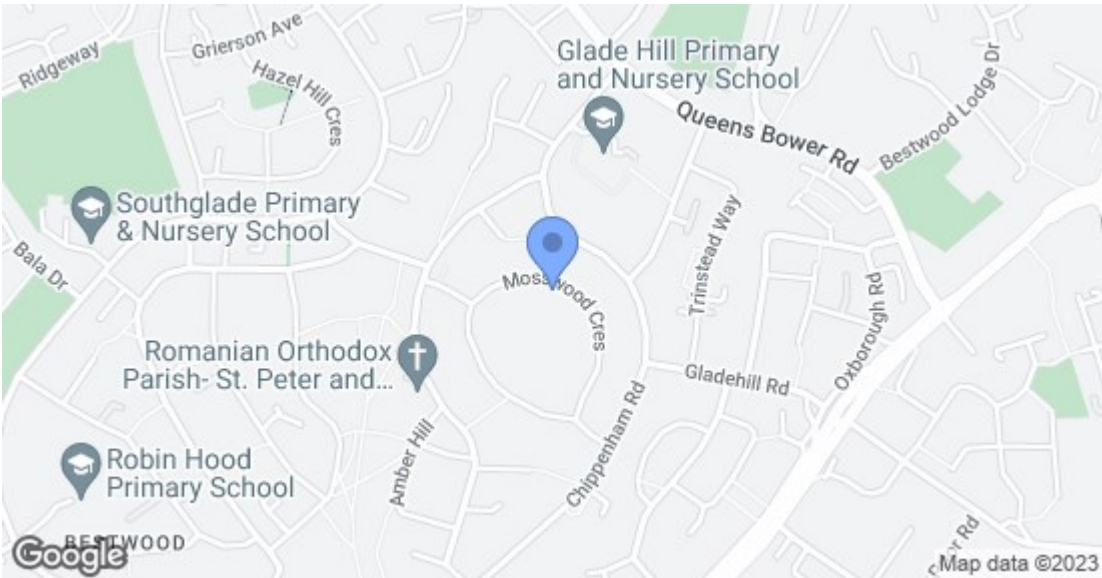 Grierson Ave
Ridgeway
Hazel Hill Cres
Glade Hill Primary
and Nursery School
Queens Bower Rd
Bestwood Lodge Dr
Southglade Primary
& Nursery School
Bala Dr
Trinstead Way
Mosswood Cres
Oxborough Rd
Romanian Orthodox
Parish- St. Peter and...
Gladehill Rd
Chippenham Rd
Amber Hill
Robin Hood
Primary School
BESTWOOD
Google
Rd
Map data ©2023